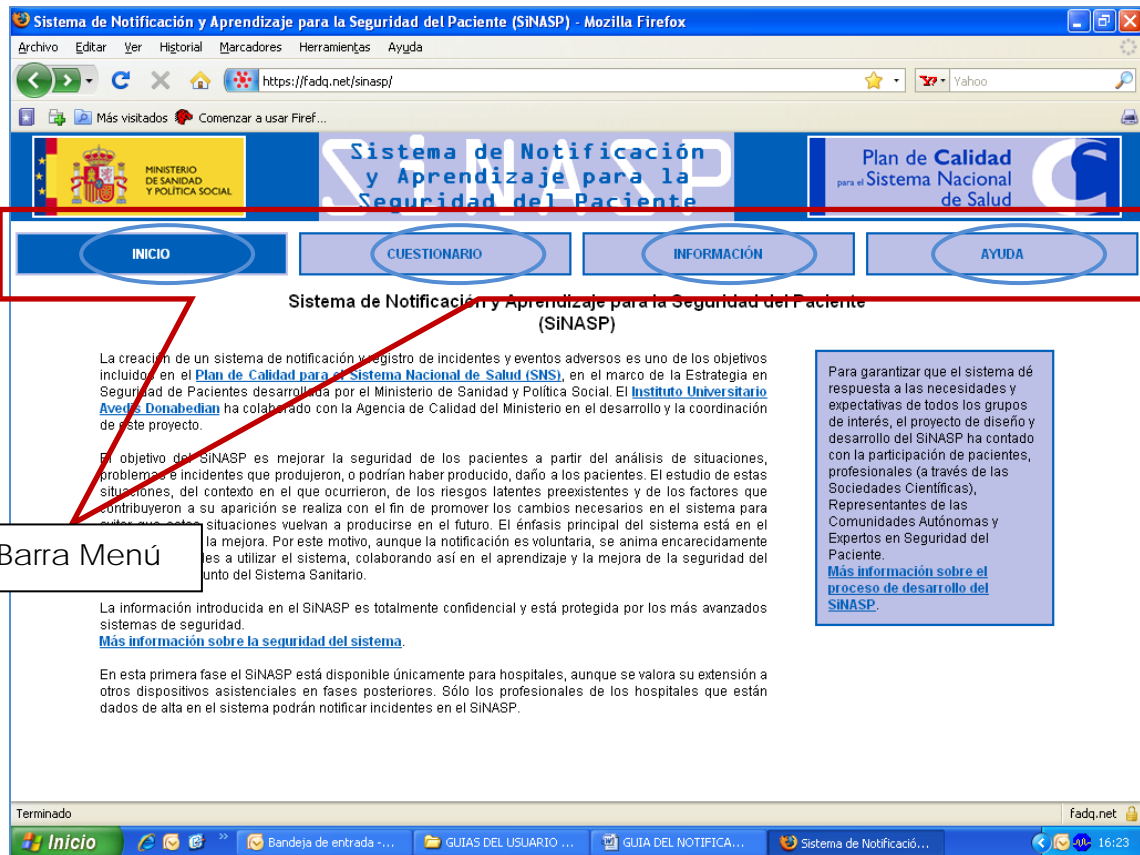 Sistema de Notificación y Aprendizaje para la Seguridad del Paciente (SiNASP) - Mozilla Firefox
Archivo Editar Ver Historial Marcadores Herramientas Ayuda
https://fadq.net/sinasp/
Yahoo
Más visitados Comenzar a usar Firef...
MINISTERIO
DE SANIDAD
Y POLÍTICA SOCIAL
SiNASP
Sistema de Notificación
y Aprendizaje para la
Seguridad del Paciente
Plan de Calidad
para el Sistema Nacional
de Salud
INICIO CUESTIONARIO INFORMACIÓN AYUDA
Sistema de Notificación y Aprendizaje para la Seguridad del Paciente
(SiNASP)
La creación de un sistema de notificación y registro de incidentes y eventos adversos es uno de los objetivos
incluidos en el Plan de Calidad para el Sistema Nacional de Salud (SNS), en el marco de la Estrategia en
Seguridad de Pacientes desarrollada por el Ministerio de Sanidad y Política Social. El Instituto Universitario
Avedis Donabedian ha colaborado con la Agencia de Calidad del Ministerio en el desarrollo y la coordinación
de este proyecto.
El objetivo del SiNASP es mejorar la seguridad de los pacientes a partir del análisis de situaciones,
problemas e incidentes que produjeron, o podrían haber producido, daño a los pacientes. El estudio de estas
situaciones, del contexto en el que ocurrieron, de los riesgos latentes preexistentes y de los factores que
contribuyeron a su aparición se realiza con el fin de promover los cambios necesarios en el sistema para
evitar que estas situaciones vuelvan a producirse en el futuro. El énfasis principal del sistema está en el
la mejora. Por este motivo, aunque la notificación es voluntaria, se anima encarecidamente
a utilizar el sistema, colaborando así en el aprendizaje y la mejora de la seguridad del
del Sistema Sanitario.
Barra Menú
La información introducida en el SiNASP es totalmente confidencial y está protegida por los más avanzados
sistemas de seguridad.
Más información sobre la seguridad del sistema.
En esta primera fase el SiNASP está disponible únicamente para hospitales, aunque se valora su extensión a
otros dispositivos asistenciales en fases posteriores. Sólo los profesionales de los hospitales que están
dados de alta en el sistema podrán notificar incidentes en el SiNASP.
Para garantizar que el sistema dé
respuesta a las necesidades y
expectativas de todos los grupos
de interés, el proyecto de diseño y
desarrollo del SiNASP ha contado
con la participación de pacientes,
profesionales (a través de las
Sociedades Científicas),
Representantes de las
Comunidades Autónomas y
Expertos en Seguridad del
Paciente.
Más información sobre el
proceso de desarrollo del
SiNASP.
Terminado fadq.net
Inicio Bandeja de entrada -... GUIAS DEL USUARIO ... GUIA DEL NOTIFICA... Sistema de Notificació... 16:23